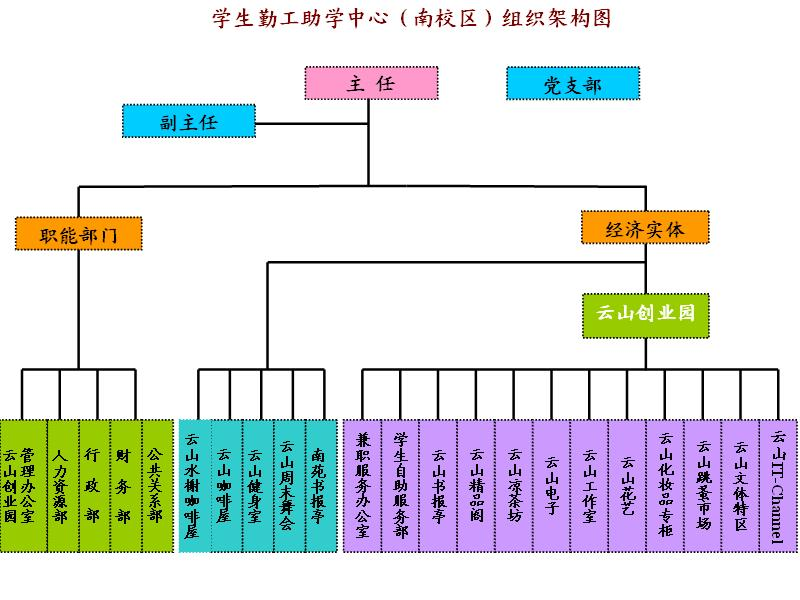 学生勤工助学中心（南校区）组织架构图
主 任
党支部
副主任
职能部门
经济实体
云山创业园
云山创业园
管理办公室
人力资源部
行政部
财务部
公共关系部
云山水榭咖啡屋
云山咖啡屋
云山健身室
云山周末舞会
南苑书报亭
兼职服务办公室
学生自助服务部
云山书报亭
云山精品阁
云山凉茶坊
云山电子
云山工作室
云山花艺
云山化妆品专柜
云山跳蚤市场
云山文体特区
云山IT-Channel